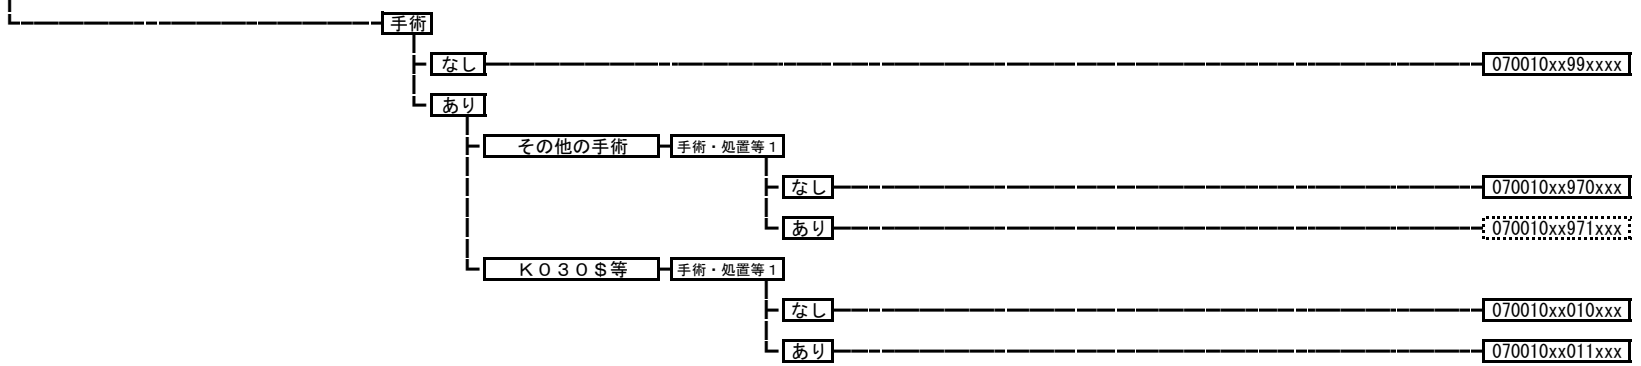 手術
なし 070010xx99xxxx
あり
その他の手術 手術・処置等１
なし 070010xx970xxx
あり 070010xx971xxx
Ｋ０３０＄等 手術・処置等１
なし 070010xx010xxx
あり 070010xx011xxx